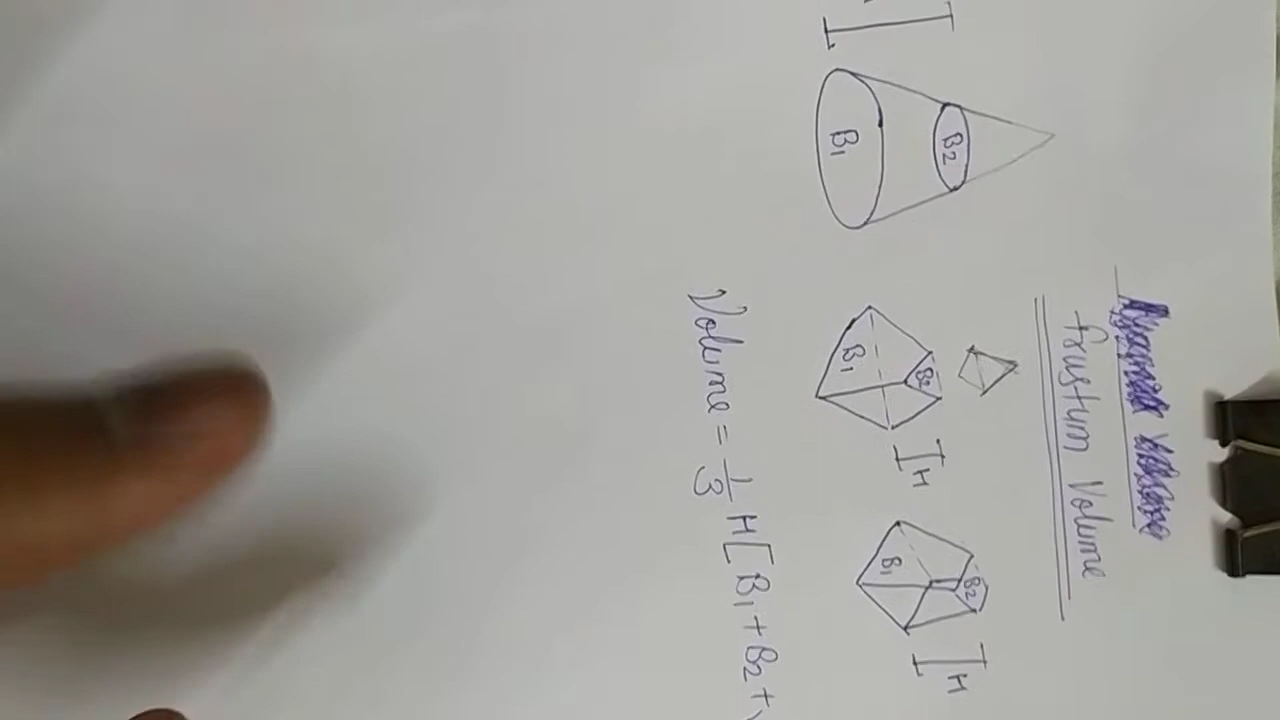 frustum Volume
B2
B1
B2
B1
H
B2
B1
H
Volume = 1/3 H [B1 + B2 +